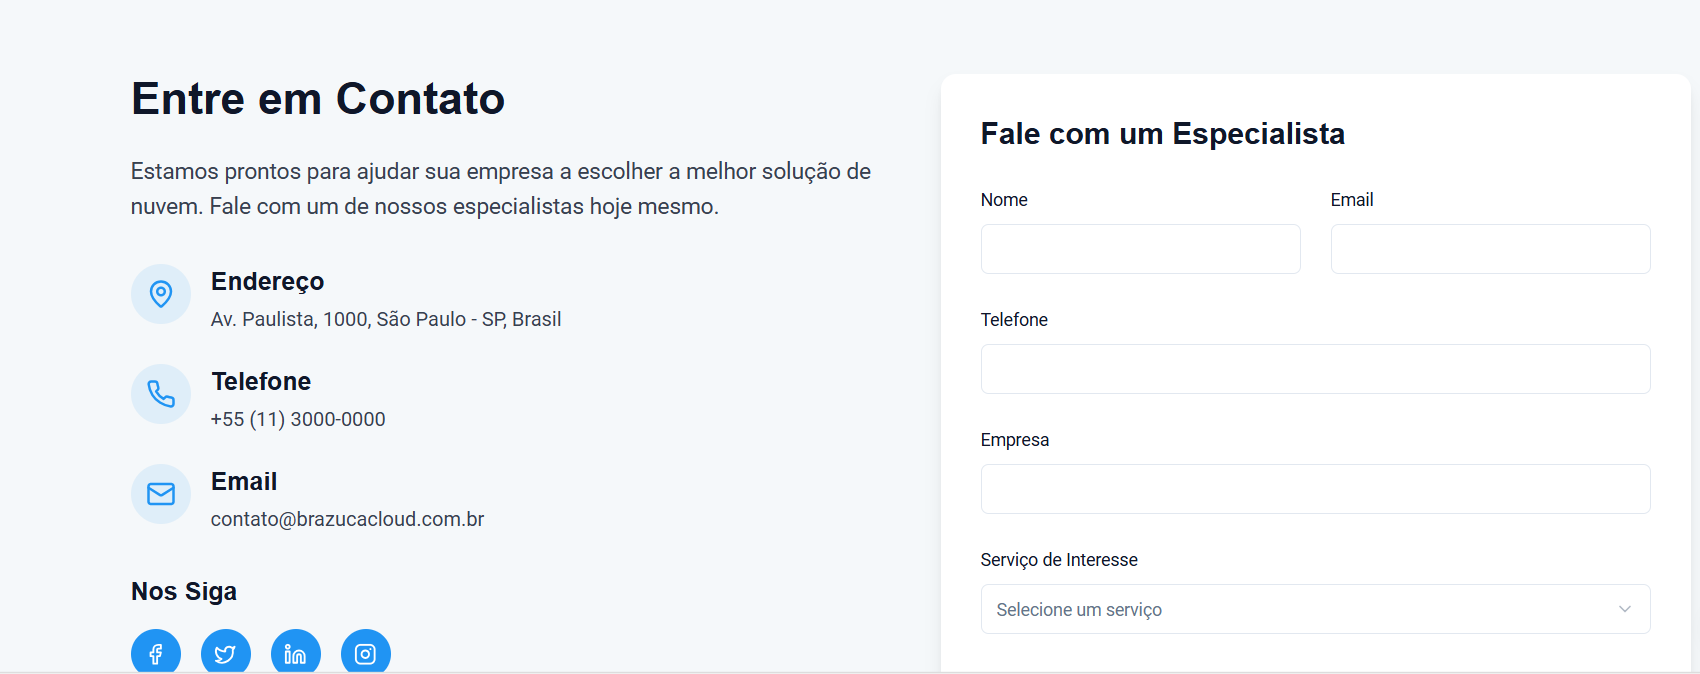 Entre em Contato
Estamos prontos para ajudar sua empresa a escolher a melhor solução de
nuvem. Fale com um de nossos especialistas hoje mesmo.
Endereço
Av. Paulista, 1000, São Paulo - SP, Brasil
Telefone
+55 (11) 3000-0000
Email
contato@brazucacloud.com.br
Nos Siga
Fale com um Especialista
Nome
Email
Telefone
Empresa
Serviço de Interesse
Selecione um serviço